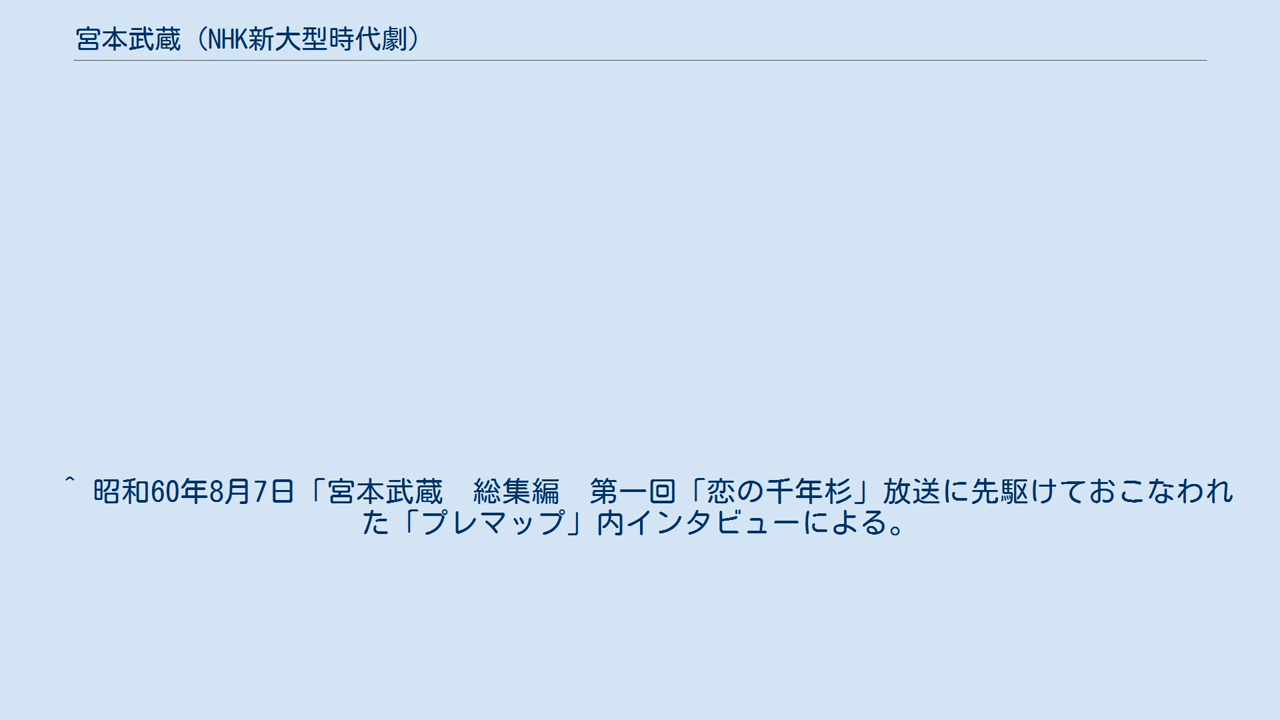 宮本武蔵 (NHK新大型時代劇)
^ 昭和60年8月7日「宮本武蔵　総集編　第一回「恋の千年杉」放送に先駆けておこなわれ
た「プレマップ」内インタビューによる。